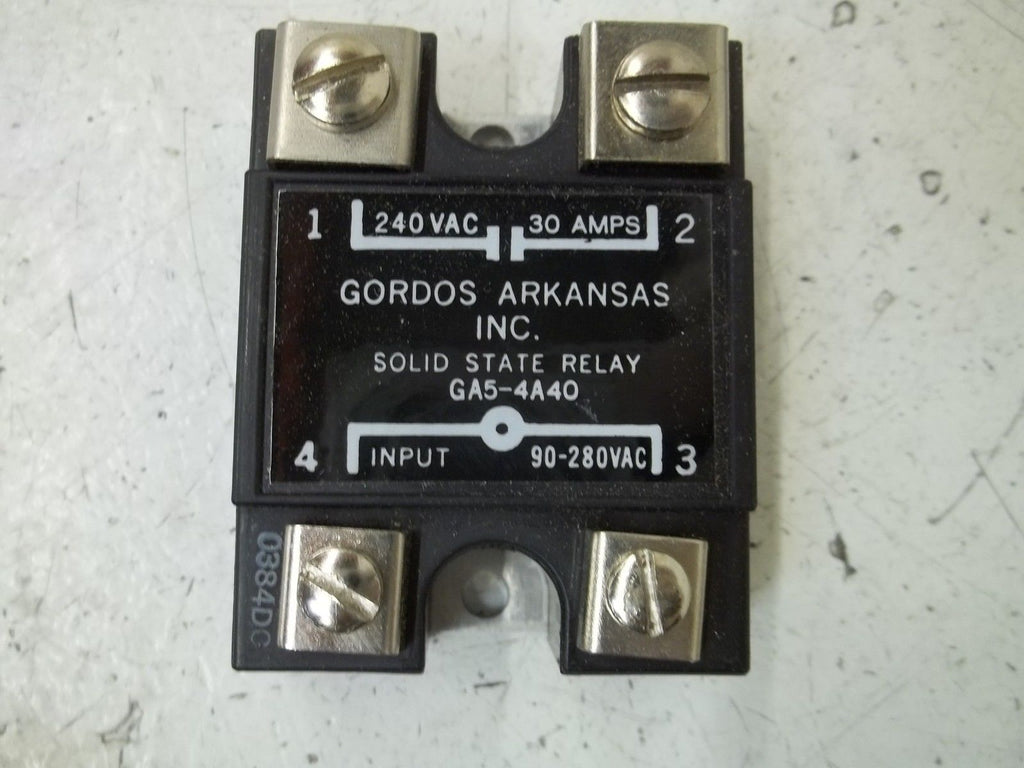 1 240 VAC 30 AMPS 2
GORDOS ARKANSAS
INC.
SOLID STATE RELAY
GA5-4A40
4 INPUT 90-280VAC 3
0384DC